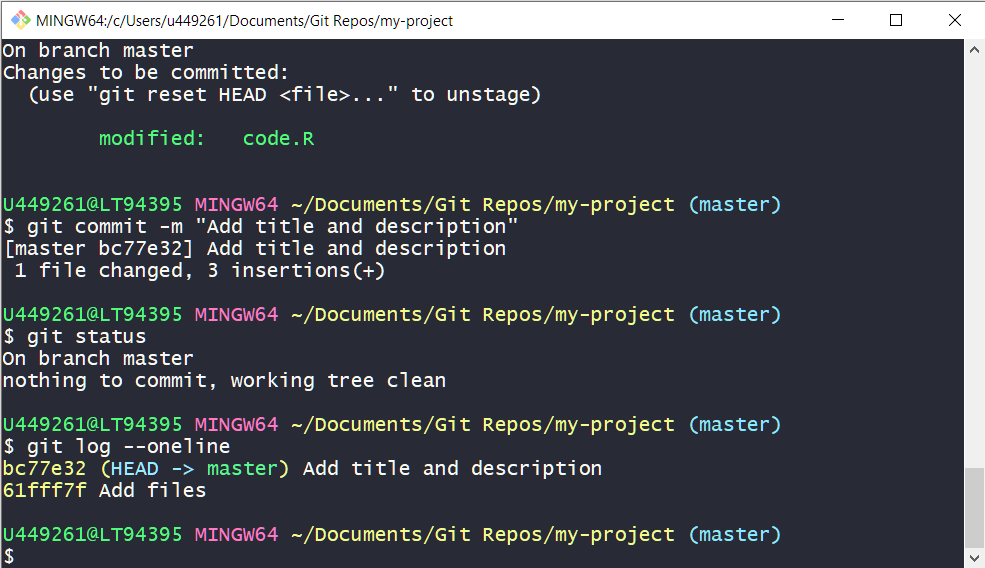 MINGW64:/c/Users/u449261/Documents/Git Repos/my-project
On branch master
Changes to be committed:
  (use "git reset HEAD <file>..." to unstage)
        modified:   code.R
U449261@LT94395 MINGW64 ~/Documents/Git Repos/my-project (master)
$ git commit -m "Add title and description"
[master bc77e32] Add title and description
 1 file changed, 3 insertions(+)
U449261@LT94395 MINGW64 ~/Documents/Git Repos/my-project (master)
$ git status
On branch master
nothing to commit, working tree clean
U449261@LT94395 MINGW64 ~/Documents/Git Repos/my-project (master)
$ git log --oneline
bc77e32 (HEAD -> master) Add title and description
61fff7f Add files
U449261@LT94395 MINGW64 ~/Documents/Git Repos/my-project (master)
$